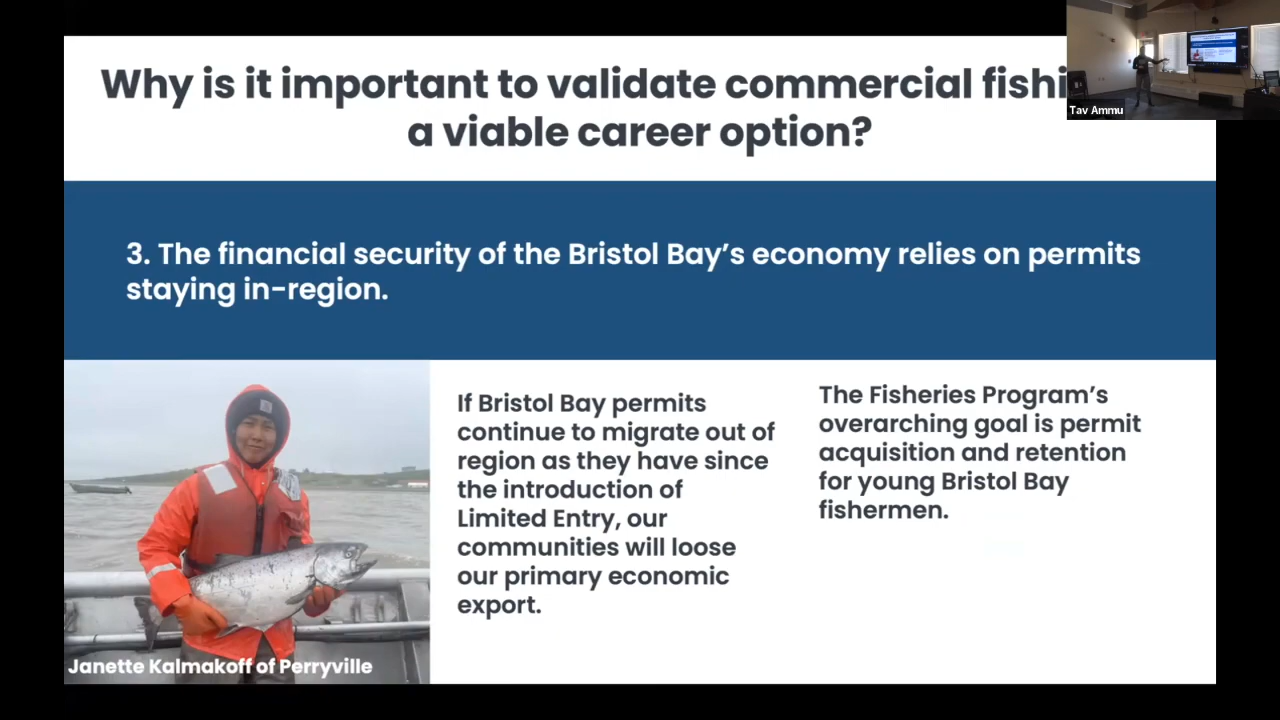 Why is it important to validate commercial fishi
a viable career option?
Tav Ammu
3. The financial security of the Bristol Bay's economy relies on permits
staying in-region.
If Bristol Bay permits
continue to migrate out of
region as they have since
the introduction of
Limited Entry, our
communities will loose
our primary economic
export.
The Fisheries Program's
overarching goal is permit
acquisition and retention
for young Bristol Bay
fishermen.
Janette Kalmakoff of Perryville